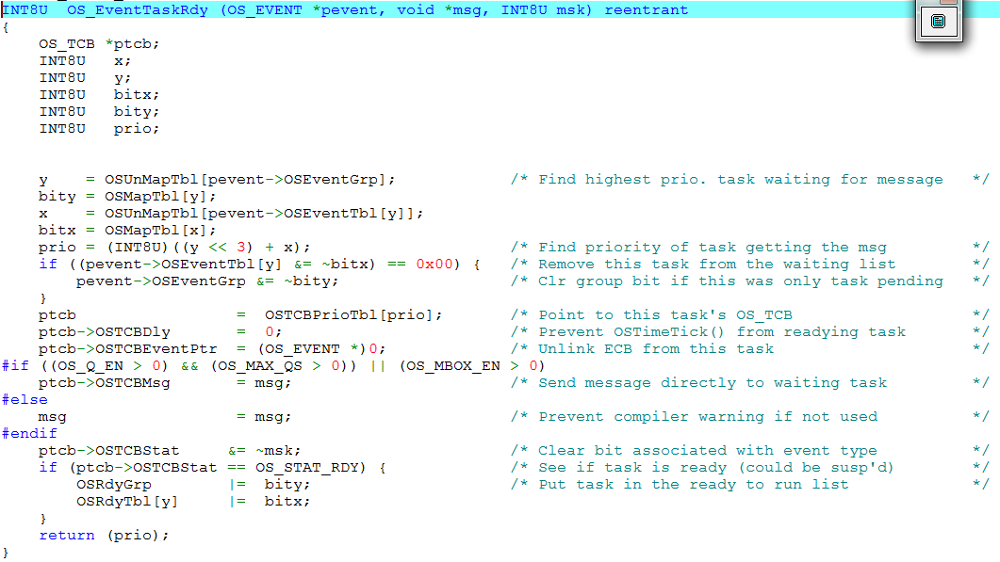 INT8U  OS_EventTaskRdy (OS_EVENT *pevent, void *msg, INT8U msk) reentrant
{
    OS_TCB *ptcb;
    INT8U   x;
    INT8U   y;
    INT8U   bitx;
    INT8U   bity;
    INT8U   prio;
    y    = OSUnMapTbl[pevent->OSEventGrp];            /* Find highest prio. task waiting for message   */
    bity = OSMapTbl[y];
    x    = OSUnMapTbl[pevent->OSEventTbl[y]];
    bitx = OSMapTbl[x];
    prio = (INT8U)((y << 3) + x);                     /* Find priority of task getting the msg         */
    if ((pevent->OSEventTbl[y] &= ~bitx) == 0x00) {   /* Remove this task from the waiting list        */
        pevent->OSEventGrp &= ~bity;                  /* Clr group bit if this was only task pending   */
    }
    ptcb                 =  OSTCBPrioTbl[prio];       /* Point to this task's OS_TCB                   */
    ptcb->OSTCBDly       =  0;                        /* Prevent OSTimeTick() from readying task       */
    ptcb->OSTCBEventPtr  = (OS_EVENT *)0;             /* Unlink ECB from this task                     */
#if ((OS_Q_EN > 0) && (OS_MAX_QS > 0)) || (OS_MBOX_EN > 0)
    ptcb->OSTCBMsg       = msg;                       /* Send message directly to waiting task         */
#else
    msg                  = msg;                       /* Prevent compiler warning if not used          */
#endif
    ptcb->OSTCBStat     &= ~msk;                      /* Clear bit associated with event type          */
    if (ptcb->OSTCBStat == OS_STAT_RDY) {             /* See if task is ready (could be susp'd)        */
        OSRdyGrp        |=  bity;                     /* Put task in the ready to run list             */
        OSRdyTbl[y]     |=  bitx;
    }
    return (prio);
}